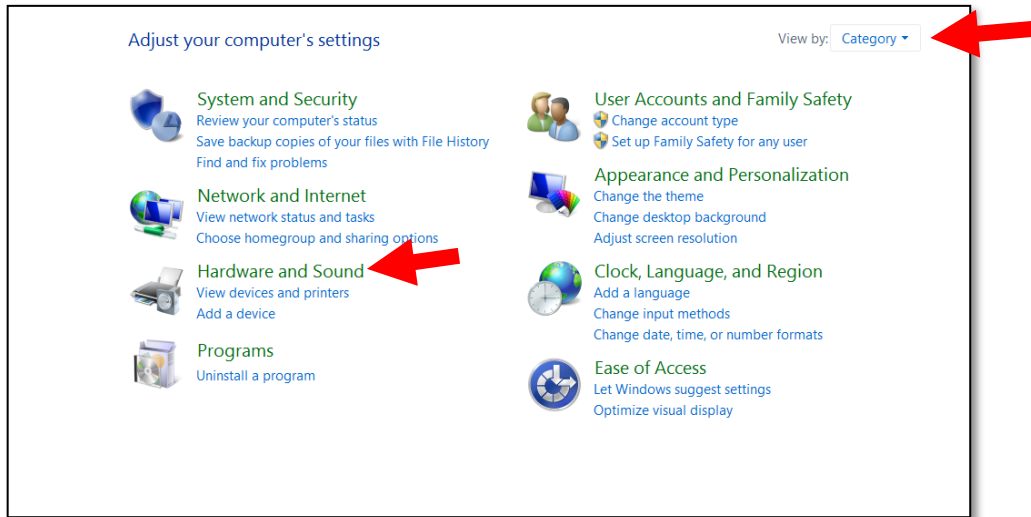 Adjust your computer's settings
View by: Category
System and Security
Review your computer's status
Save backup copies of your files with File History
Find and fix problems
Network and Internet
View network status and tasks
Choose homegroup and sharing options
Hardware and Sound
View devices and printers
Add a device
Programs
Uninstall a program
User Accounts and Family Safety
Change account type
Set up Family Safety for any user
Appearance and Personalization
Change the theme
Change desktop background
Adjust screen resolution
Clock, Language, and Region
Add a language
Change input methods
Change date, time, or number formats
Ease of Access
Let Windows suggest settings
Optimize visual display